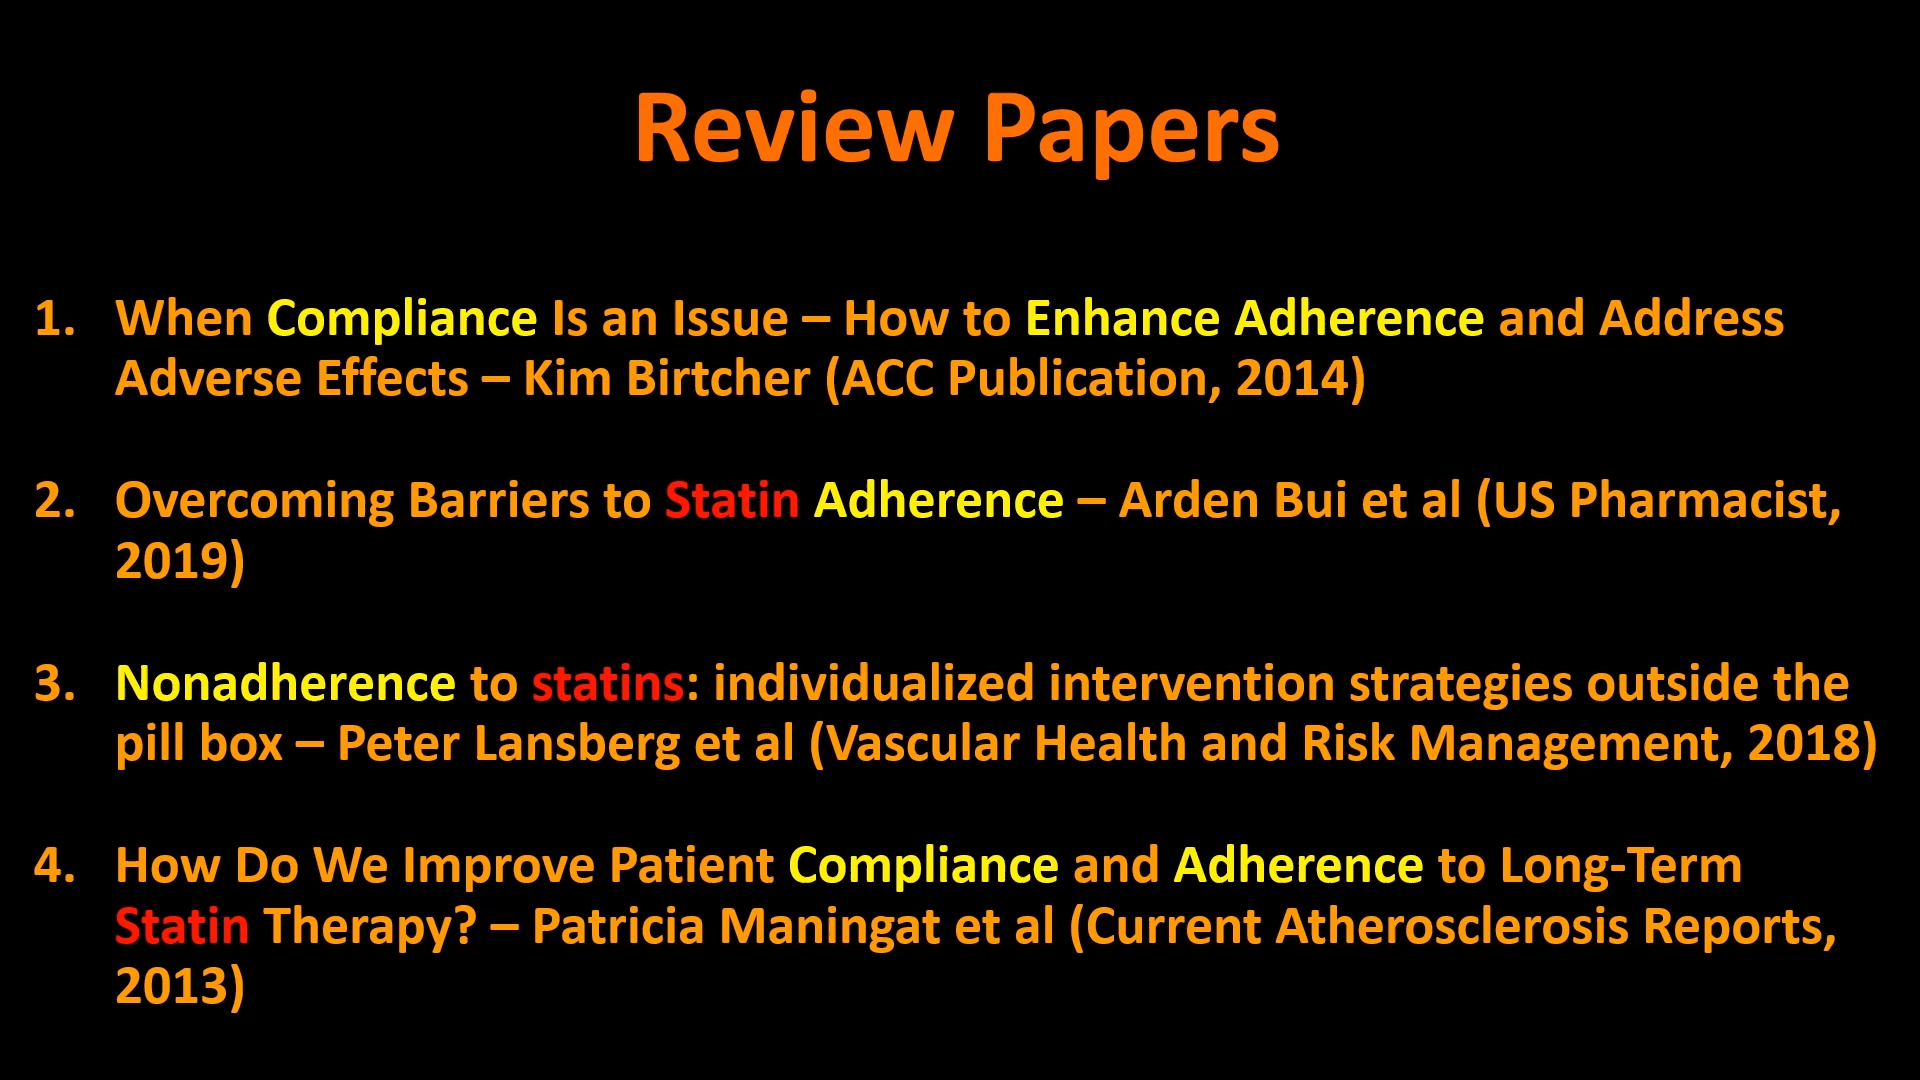 Review Papers
1. When Compliance Is an Issue – How to Enhance Adherence and Address
Adverse Effects – Kim Birtcher (ACC Publication, 2014)
2. Overcoming Barriers to Statin Adherence – Arden Bui et al (US Pharmacist,
2019)
3. Nonadherence to statins: individualized intervention strategies outside the
pill box – Peter Lansberg et al (Vascular Health and Risk Management, 2018)
4. How Do We Improve Patient Compliance and Adherence to Long-Term
Statin Therapy? – Patricia Maningat et al (Current Atherosclerosis Reports,
2013)